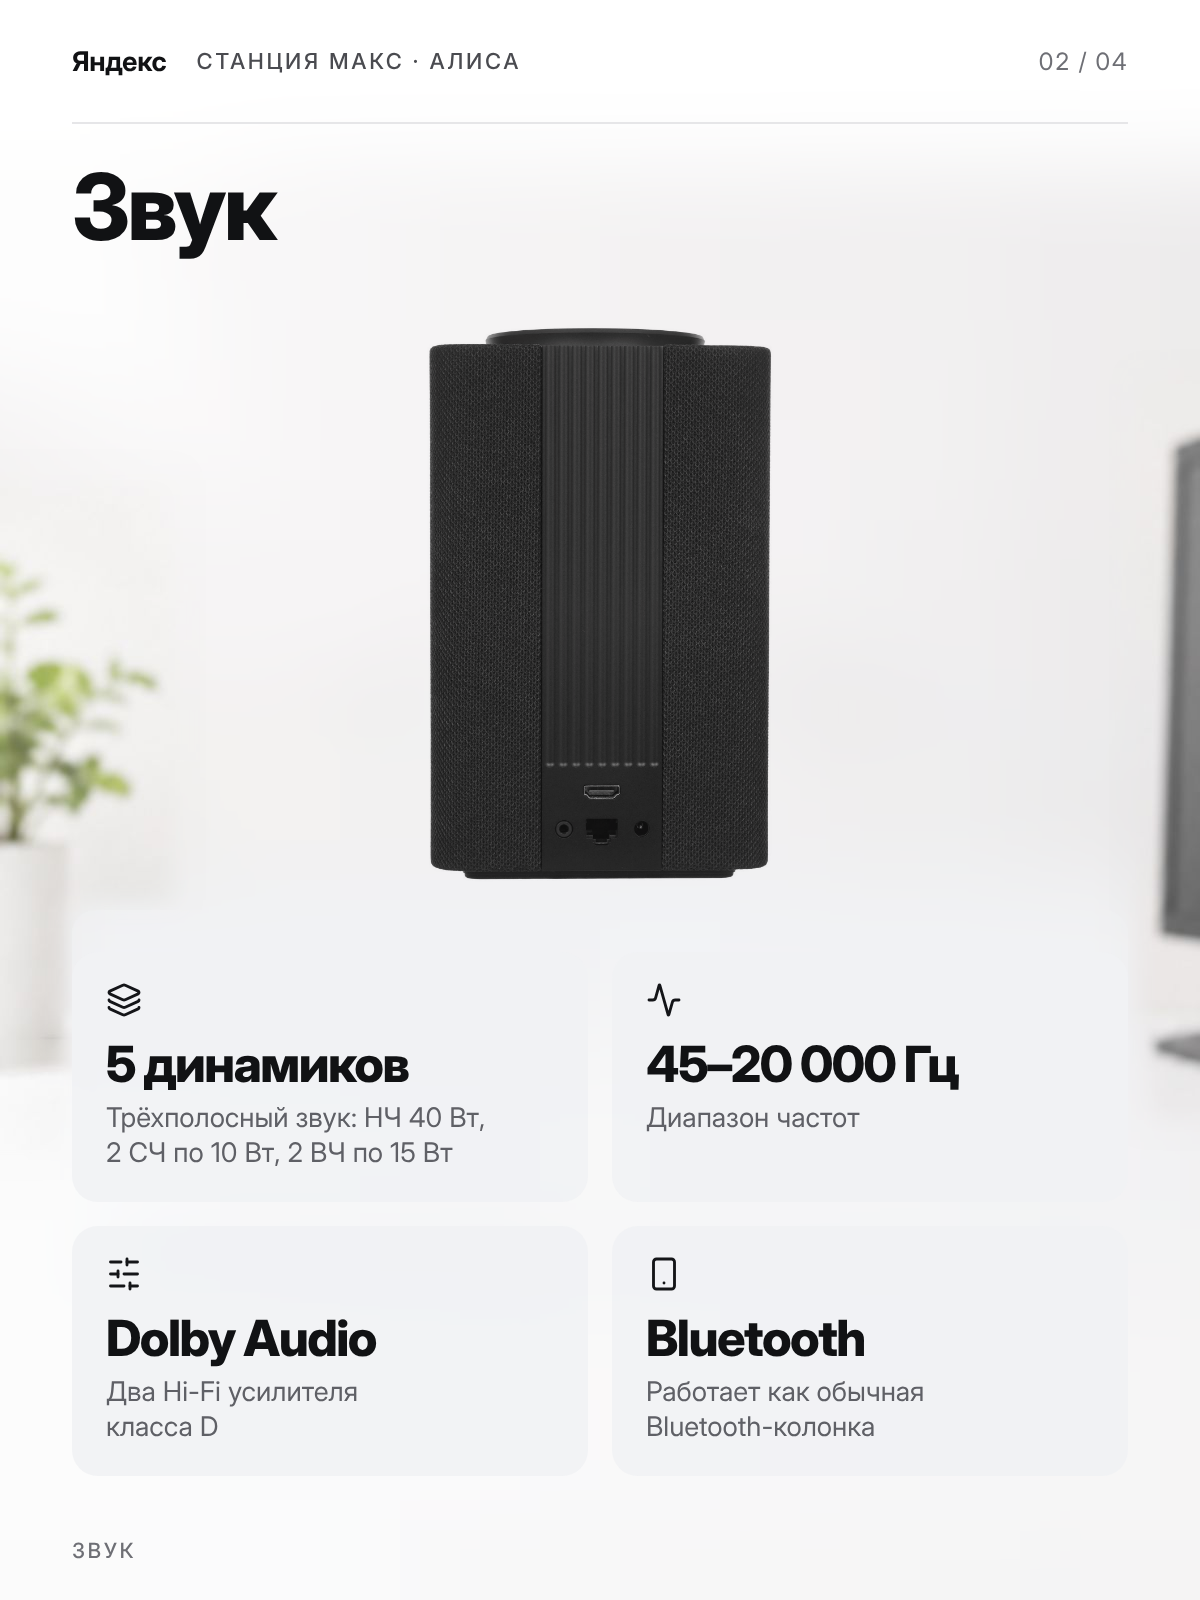 Яндекс СТАНЦИЯ МАКС · АЛИСА 02 / 04
Звук
5 динамиков
Трёхполосный звук: НЧ 40 Вт,
2 СЧ по 10 Вт, 2 ВЧ по 15 Вт
45–20 000 Гц
Диапазон частот
Dolby Audio
Два Hi-Fi усилителя
класса D
Bluetooth
Работает как обычная
Bluetooth-колонка
ЗВУК